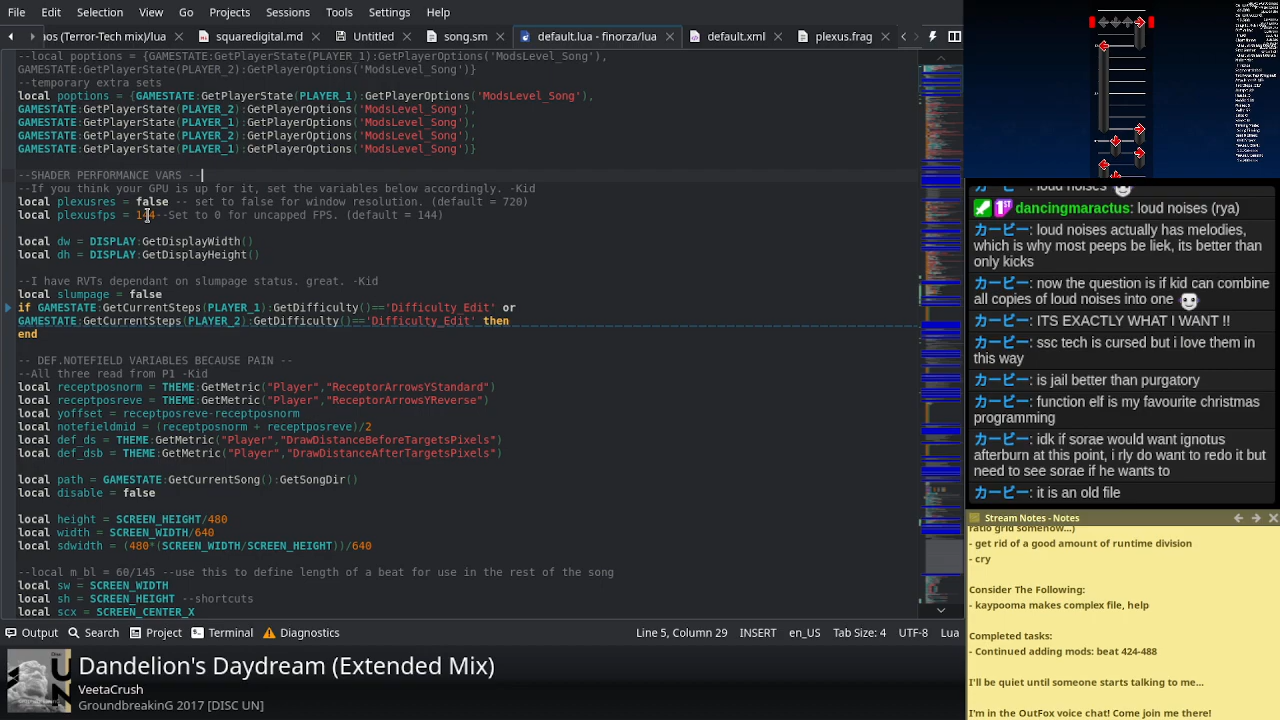 File Edit Selection View Go Projects Sessions Tools Settings Help
aos (Terror-Tech mix)/lua squaredigital.md Untitled song.sm default.lua - finorza/lua default.xml plexus.frag
--local poptions = {GAMESTATE:GetPlayerState(PLAYER_1):GetPlayerOptions('ModsLevel_Song'),
GAMESTATE:GetPlayerState(PLAYER_2):GetPlayerOptions('ModsLevel_Song')}
--temporary extra sets
local poptions = {GAMESTATE:GetPlayerState(PLAYER_1):GetPlayerOptions('ModsLevel_Song'),
GAMESTATE:GetPlayerState(PLAYER_2):GetPlayerOptions('ModsLevel_Song'),
GAMESTATE:GetPlayerState(PLAYER_1):GetPlayerOptions('ModsLevel_Song'),
GAMESTATE:GetPlayerState(PLAYER_2):GetPlayerOptions('ModsLevel_Song'),
GAMESTATE:GetPlayerState(PLAYER_1):GetPlayerOptions('ModsLevel_Song')}
--SHADER PERFORMANCE VARS --
--If you think your GPU is up to it, set the variables below accordingly. -Kid
local plexusres = false -- set false for window resolution. (default = 720)
local plexusfps = 144--Set to 0 for uncapped FPS. (default = 144)
local dw = DISPLAY:GetDisplayWidth()
local dh = DISPLAY:GetDisplayHeight()
--I have AVTs dependent on slumpage status, great. -Kid
local slumpage = false
if GAMESTATE:GetCurrentSteps(PLAYER_1):GetDifficulty()=='Difficulty_Edit' or
GAMESTATE:GetCurrentSteps(PLAYER_2):GetDifficulty()=='Difficulty_Edit' then
end
-- DEF.NOTEFIELD VARIABLES BECAUSE PAIN --
--All three read from P1 -Kid
local receptposnorm = THEME:GetMetric("Player","ReceptorArrowsYStandard")
local receptposreve = THEME:GetMetric("Player","ReceptorArrowsYReverse")
local yoffset = receptposreve-receptposnorm
local notefieldmid = (receptposnorm + receptposreve)/2
local def_ds = THEME:GetMetric("Player","DrawDistanceBeforeTargetsPixels")
local def_dsb = THEME:GetMetric("Player","DrawDistanceAfterTargetsPixels")
local path = GAMESTATE:GetCurrentSong():GetSongDir()
local disable = false
local height = SCREEN_HEIGHT/480
local width = SCREEN_WIDTH/640
local sdwidth = (480*(SCREEN_WIDTH/SCREEN_HEIGHT))/640
--local m_bl = 60/145 --use this to define length of a beat for use in the rest of the song
local sw = SCREEN_WIDTH
local sh = SCREEN_HEIGHT --shortcuts
local scx = SCREEN_CENTER_X
Output Search Project Terminal Diagnostics Line 5, Column 29 INSERT en_US Tab Size: 4 UTF-8 Lua
Dandelion's Daydream (Extended Mix)
VeetaCrush
GroundbreakinG 2017 [DISC UN]
カービー: loud noises
dancingmaractus: loud noises (rya)
カービー: loud noises actually has melodies,
which is why most peeps be liek, im better than
only kicks
カービー: now the question is if kid can combine
all copies of loud noises into one
カービー: ITS EXACTLY WHAT I WANT !!
カービー: ssc tech is cursed but i love them in
this way
カービー: is jail better than purgatory
カービー: function elf is my favourite christmas
programming
カービー: idk if sorae would want ignotus
afterburn at this point, i rly do want to redo it but
need to see sorae if he wants to
カービー: it is an old file
Stream Notes - Notes
ratio grid somehow...)
- get rid of a good amount of runtime division
- cry
Consider The Following:
- kaypooma makes complex file, help
Completed tasks:
- Continued adding mods: beat 424-488
I'll be quiet until someone starts talking to me...
I'm in the OutFox voice chat! Come join me there!